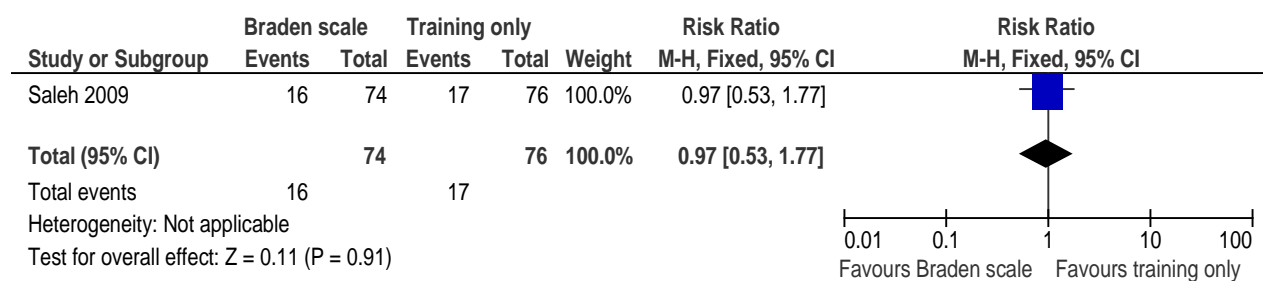 Braden scale Training only Risk Ratio Risk Ratio
Study or Subgroup Events Total Events Total Weight M-H, Fixed, 95% CI M-H, Fixed, 95% CI
Saleh 2009 16 74 17 76 100.0% 0.97 [0.53, 1.77]
Total (95% CI) 74 76 100.0% 0.97 [0.53, 1.77]
Total events 16 17
Heterogeneity: Not applicable
Test for overall effect: Z = 0.11 (P = 0.91)
0.01 0.1 1 10 100
Favours Braden scale Favours training only